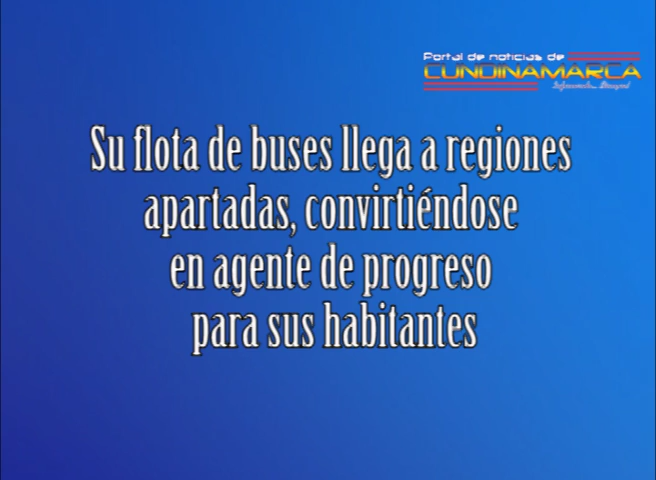 Portal de noticias de
CUNDINAMARCA
Su flota de buses llega a regiones
apartadas, convirtiéndose
en agente de progreso
para sus habitantes